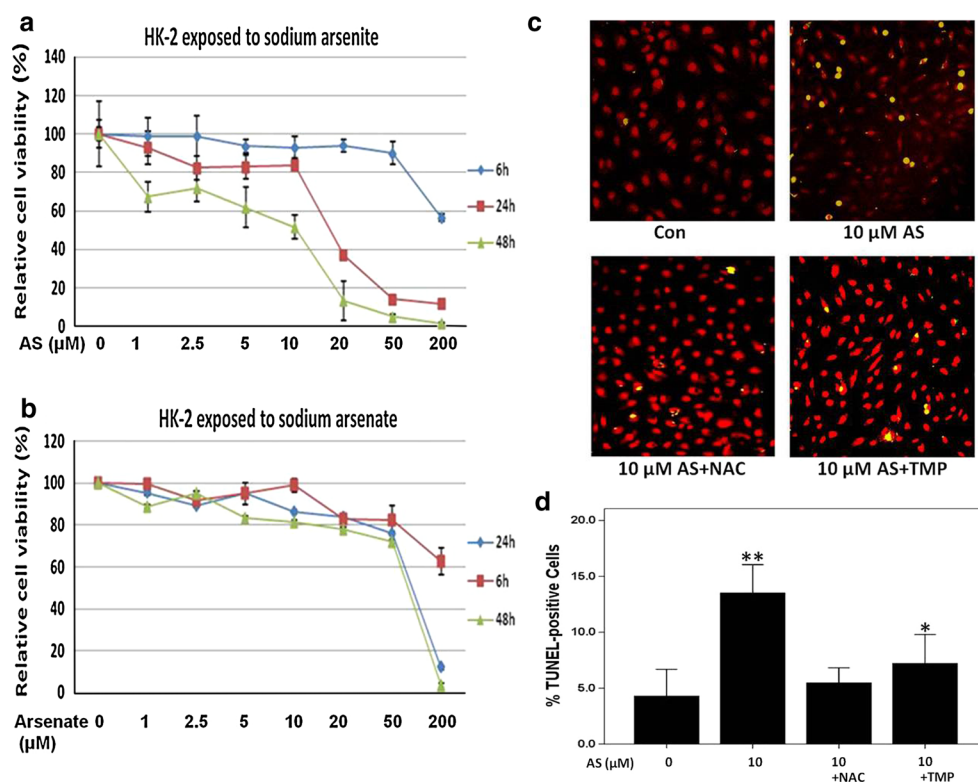 a
HK-2 exposed to sodium arsenite
Relative cell viability (%)
140
120
100
80
60
40
20
0
6h
24h
48h
AS (µM) 0 1 2.5 5 10 20 50 200
b
HK-2 exposed to sodium arsenate
Relative cell viability (%)
120
100
80
60
40
20
0
24h
6h
48h
Arsenate 0 1 2.5 5 10 20 50 200
(µM)
c
Con
10 µM AS
10 µM AS+NAC
10 µM AS+TMP
d
% TUNEL-positive Cells
20.0
15.0
10.0
5.0
0.0
**
*
AS (µM) 0 10 10 10
+NAC +TMP